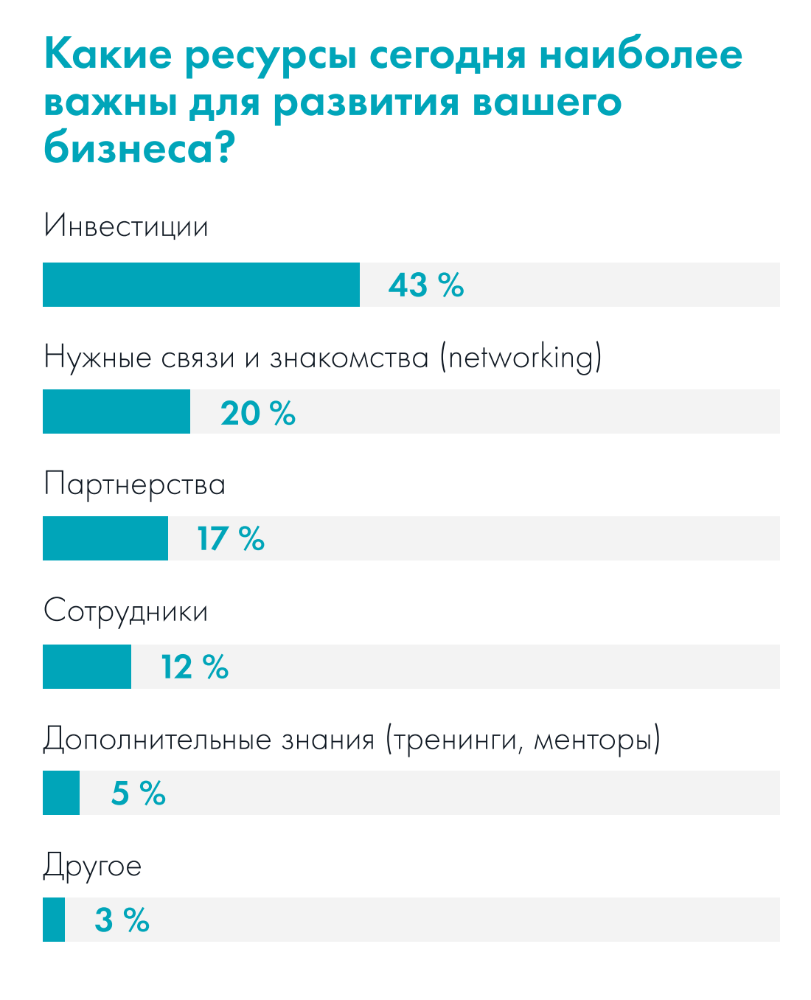 Какие ресурсы сегодня наиболее
важны для развития вашего
бизнеса?
Инвестиции
43 %
Нужные связи и знакомства (networking)
20 %
Партнерства
17 %
Сотрудники
12 %
Дополнительные знания (тренинги, менторы)
5 %
Другое
3 %